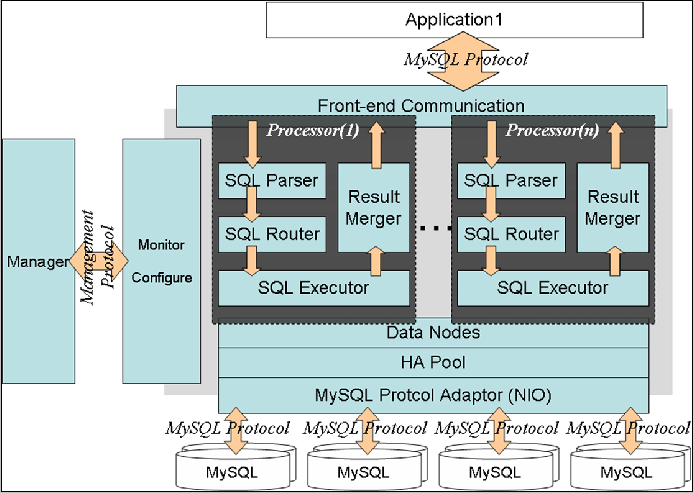 Application1
MySQL Protocol
Front-end Communication
Processor(1)
SQL Parser
SQL Router
Result
Merger
SQL Executor
...
Processor(n)
SQL Parser
SQL Router
Result
Merger
SQL Executor
Manager
Management
Protocol
Monitor
Configure
Data Nodes
HA Pool
MySQL Protcol Adaptor (NIO)
MySQL Protocol
MySQL Protocol
MySQL Protocol
MySQL Protocol
MySQL
MySQL
MySQL
MySQL